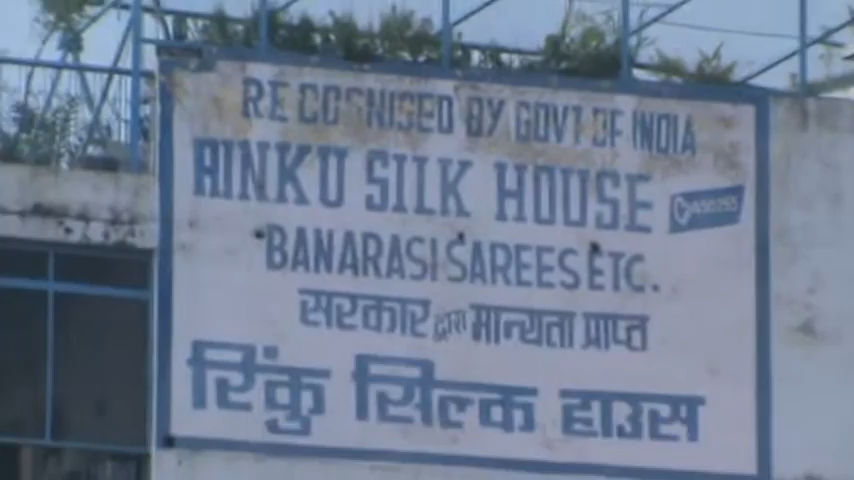 RECOGNISED BY GOVT OF INDIA
RINKU SILK HOUSE
BANARASI SAREES ETC.
सरकार द्वारा मान्यता प्राप्त
रिंकु सिल्क हाउस